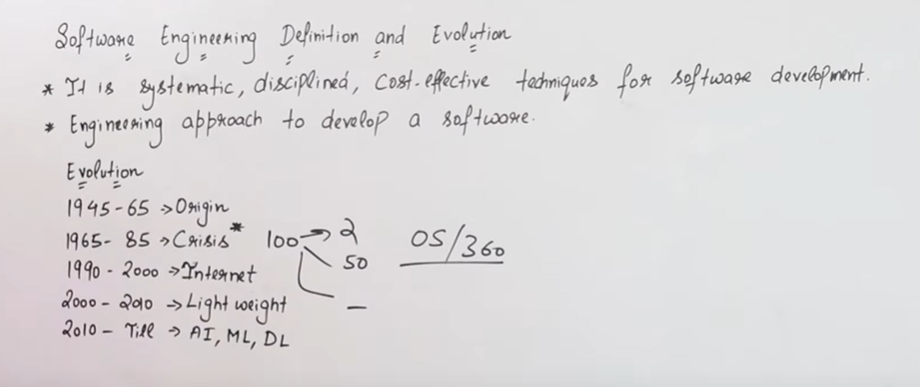 Software Engineering Definition and Evolution
* It is systematic, disciplined, cost-effective techniques for software development.
* Engineering approach to develop a software.
Evolution
1945-65 → Origin
1965-85 → Crisis* 100 → 2 OS/360
50
1990 - 2000 → Internet
2000 - 2010 → Light weight —
2010 - Till → AI, ML, DL